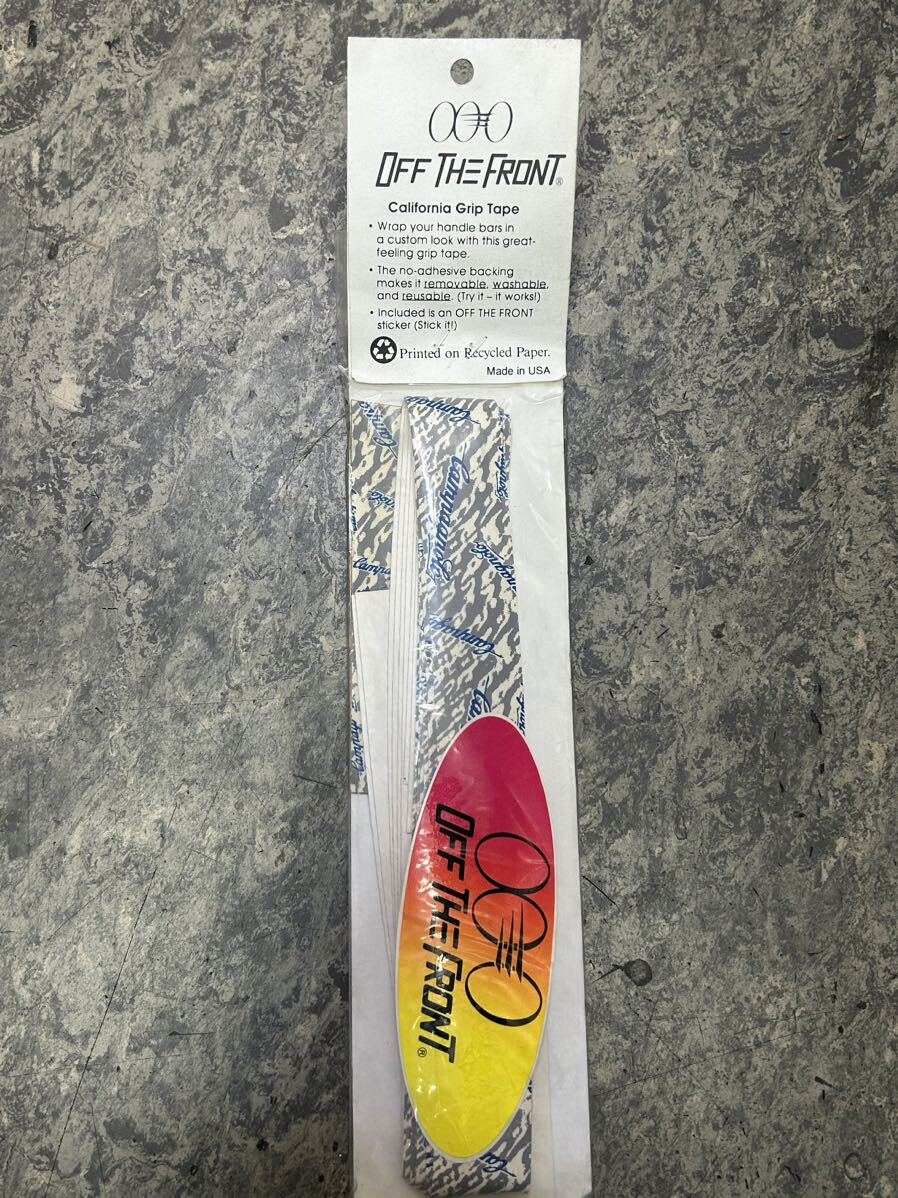 OFF THE FRONT®
California Grip Tape
• Wrap your handle bars in
a custom look with this great-
feeling grip tape.
• The no-adhesive backing
makes it removable, washable,
and reusable. (Try it – it works!)
• Included is an OFF THE FRONT
sticker (Stick it!)
Printed on Recycled Paper.
Made in USA
Campagnolo
Campagnolo
Campagnolo
OFF THE FRONT®